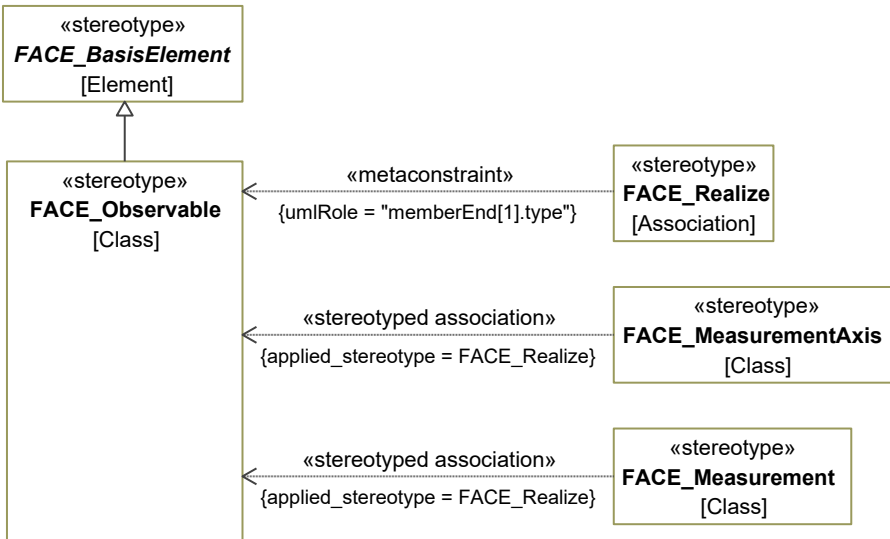 «stereotype»
FACE_BasisElement
[Element]
«stereotype»
FACE_Observable
[Class]
«metaconstraint»
{umlRole = "memberEnd[1].type"}
«stereotype»
FACE_Realize
[Association]
«stereotyped association»
{applied_stereotype = FACE_Realize}
«stereotype»
FACE_MeasurementAxis
[Class]
«stereotyped association»
{applied_stereotype = FACE_Realize}
«stereotype»
FACE_Measurement
[Class]